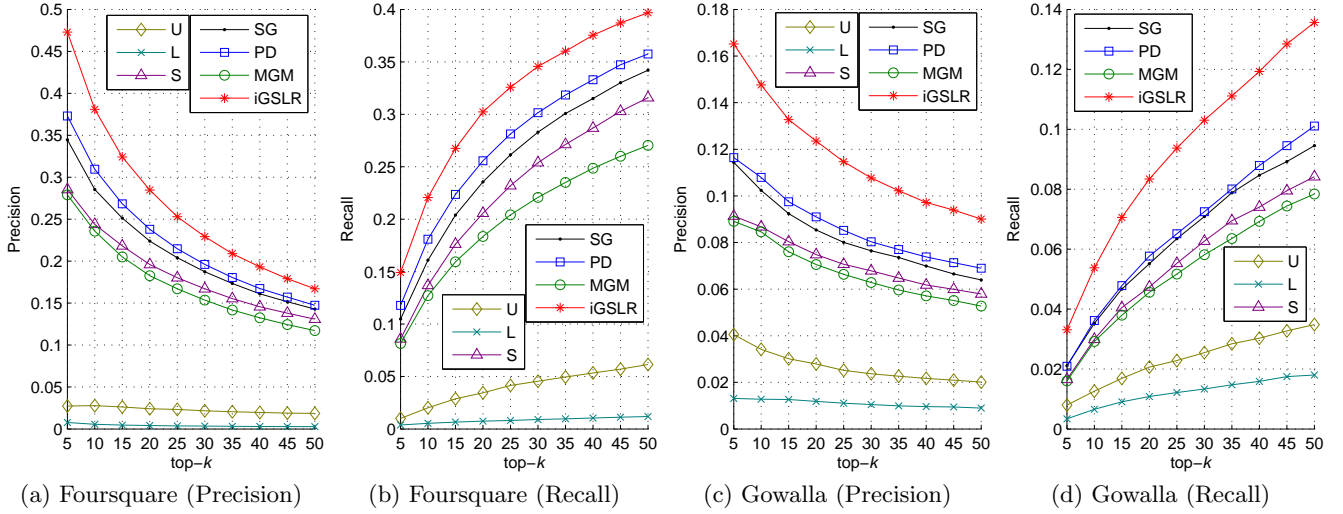 0.5
0.45
0.4
0.35
0.3
0.25
0.2
0.15
0.1
0.05
0
Precision
5 10 15 20 25 30 35 40 45 50
top-k
U
L
S
SG
PD
MGM
iGSLR
(a) Foursquare (Precision)
0.4
0.35
0.3
0.25
0.2
0.15
0.1
0.05
0
Recall
5 10 15 20 25 30 35 40 45 50
top-k
U
L
S
SG
PD
MGM
iGSLR
(b) Foursquare (Recall)
0.18
0.16
0.14
0.12
0.1
0.08
0.06
0.04
0.02
0
Precision
5 10 15 20 25 30 35 40 45 50
top-k
U
L
S
SG
PD
MGM
iGSLR
(c) Gowalla (Precision)
0.14
0.12
0.1
0.08
0.06
0.04
0.02
0
Recall
5 10 15 20 25 30 35 40 45 50
top-k
SG
PD
MGM
iGSLR
U
L
S
(d) Gowalla (Recall)